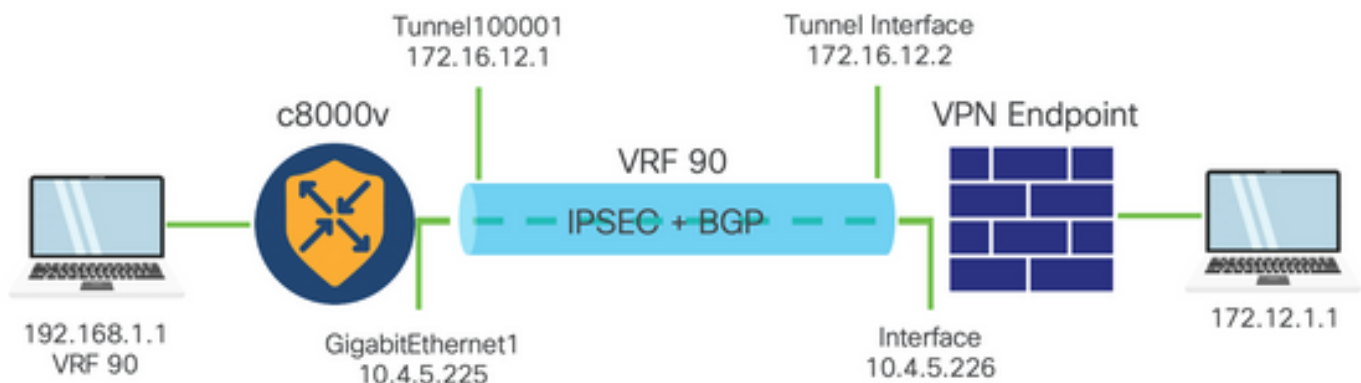 Tunnel100001
172.16.12.1
Tunnel Interface
172.16.12.2
c8000v
VPN Endpoint
VRF 90
IPSEC + BGP
192.168.1.1
VRF 90
GigabitEthernet1
10.4.5.225
Interface
10.4.5.226
172.12.1.1